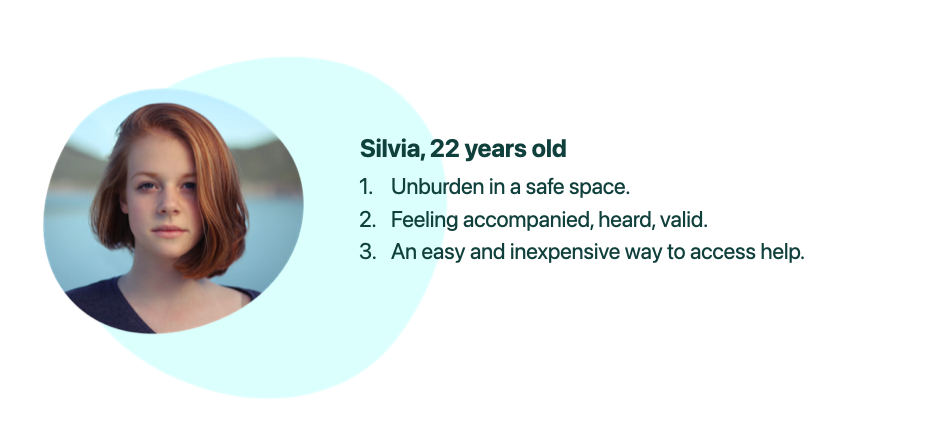 Silvia, 22 years old
1. Unburden in a safe space.
2. Feeling accompanied, heard, valid.
3. An easy and inexpensive way to access help.